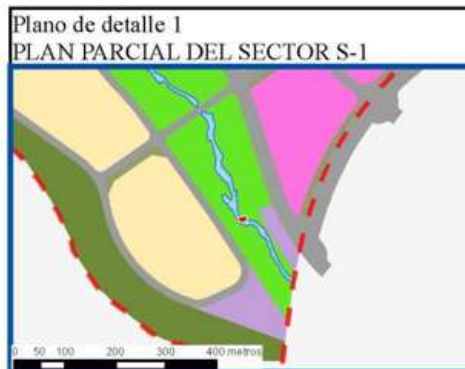 Plano de detalle 1
PLAN PARCIAL DEL SECTOR S-1
0 50 100 200 300 400 metros